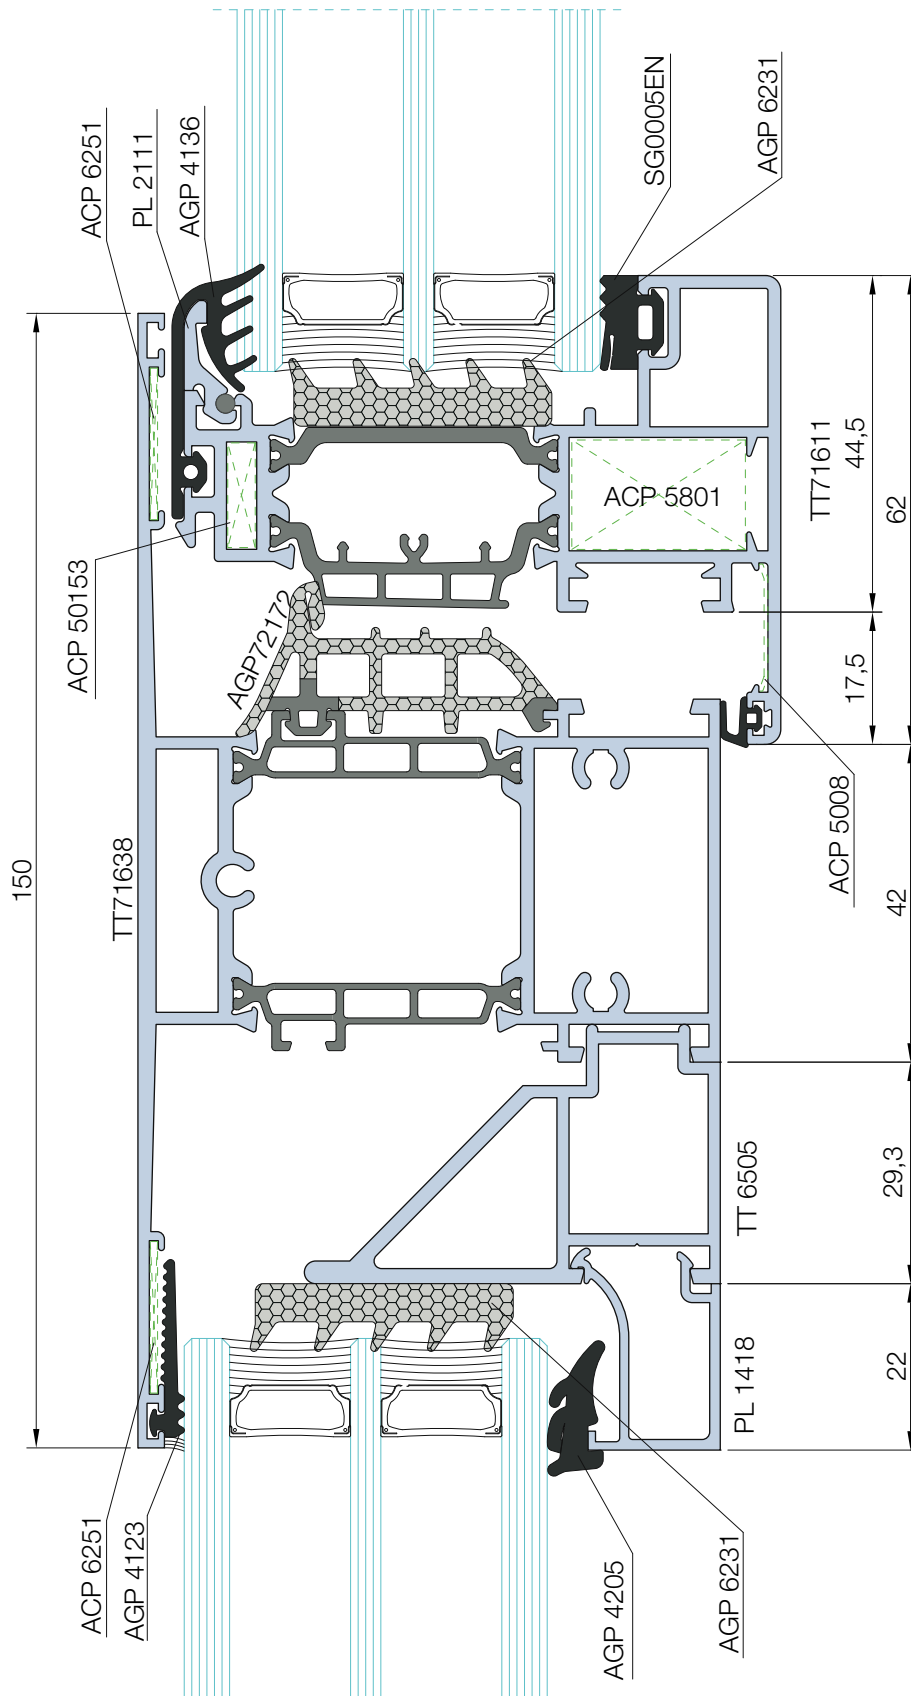 ACP 6251
PL 2111
AGP 4136
SG0005EN
AGP 6231
TT71611
44,5
62
ACP 5801
ACP 50153
AGP72172
17,5
ACP 5008
150
TT71638
42
TT 6505
29,3
PL 1418
22
ACP 6251
AGP 4123
AGP 4205
AGP 6231